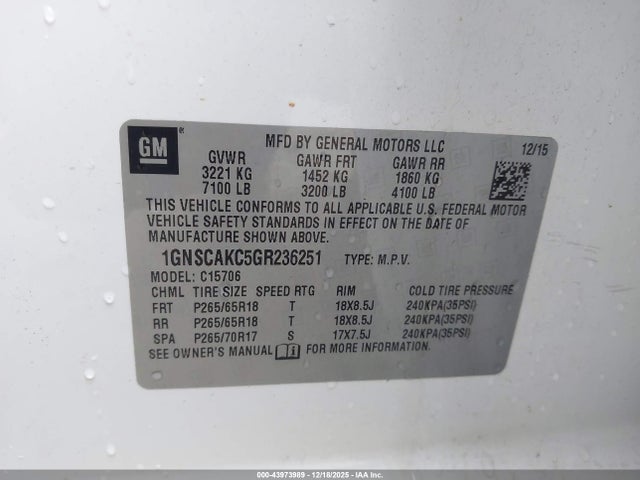 GM
MFD BY GENERAL MOTORS LLC 12/15
GVWR GAWR FRT GAWR RR
3221 KG 1452 KG 1860 KG
7100 LB 3200 LB 4100 LB
THIS VEHICLE CONFORMS TO ALL APPLICABLE U.S. FEDERAL MOTOR
VEHICLE SAFETY STANDARDS IN EFFECT ON THE DATE OF
MANUFACTURE SHOWN ABOVE.
1GNSCAKC5GR236251 TYPE: M.P.V.
MODEL: C15706
CHML TIRE SIZE SPEED RTG RIM COLD TIRE PRESSURE
FRT P265/65R18 T 18X8.5J 240KPA(35PSI)
RR P265/65R18 T 18X8.5J 240KPA(35PSI)
SPA P265/70R17 S 17X7.5J 240KPA(35PSI)
SEE OWNER'S MANUAL FOR MORE INFORMATION.
000-43973989 - 12/18/2025 - IAA Inc.